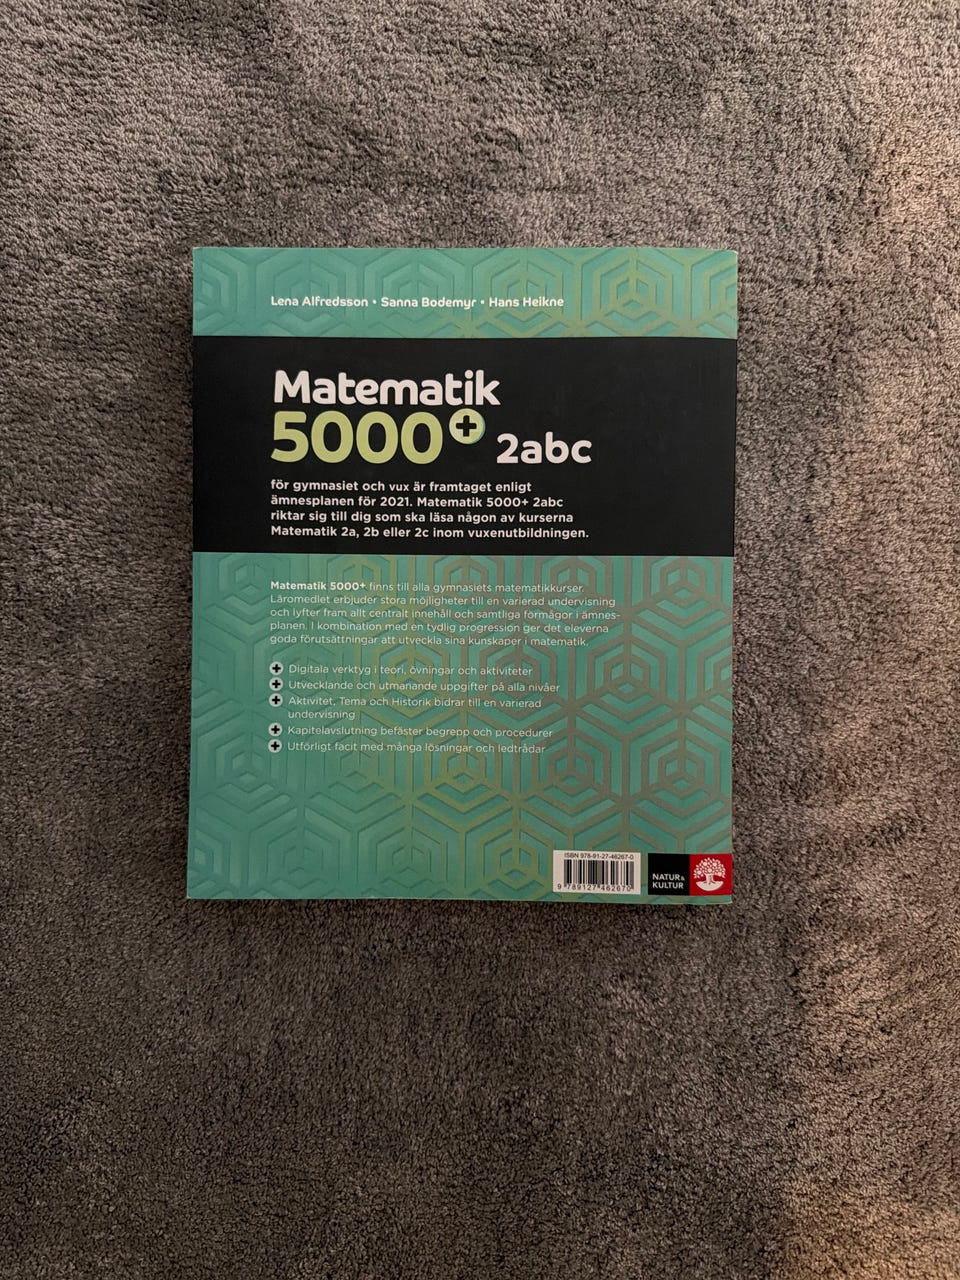 Lena Alfredsson • Sanna Bodemyr • Hans Heikne
Matematik
5000+ 2abc
för gymnasiet och vux är framtaget enligt
ämnesplanen för 2021. Matematik 5000+ 2abc
riktar sig till dig som ska läsa någon av kurserna
Matematik 2a, 2b eller 2c inom vuxenutbildningen.
Matematik 5000+ finns till alla gymnasiets matematikkurser.
Läromediet erbjuder stora möjligheter till en varierad undervisning
och lyfter fram allt centralt innehåll och samtliga förmågor i ämnes-
planen. I kombination med en tydlig progression ger det eleverna
goda förutsättningar att utveckla sina kunskaper i matematik.
+ Digitala verktyg i teori, övningar och aktiviteter
+ Utvecklande och utmanande uppgifter på alla nivåer
+ Aktivitet, Tema och Historik bidrar till en varierad
undervisning
+ Kapitelavslutning befäster begrepp och procedurer
+ Utförligt facit med många lösningar och ledtrådar
ISBN 978-91-27-46267-0
9 789127 462670
NATUR &
KULTUR